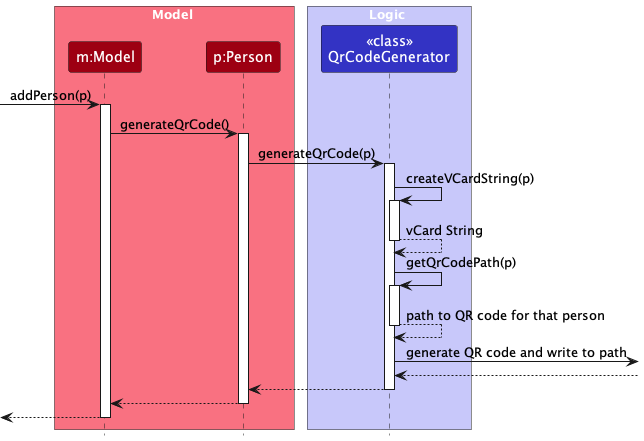 Model
Logic
m:Model
p:Person
«class»
QrCodeGenerator
addPerson(p)
generateQrCode()
generateQrCode(p)
createVCardString(p)
vCard String
getQrCodePath(p)
path to QR code for that person
generate QR code and write to path